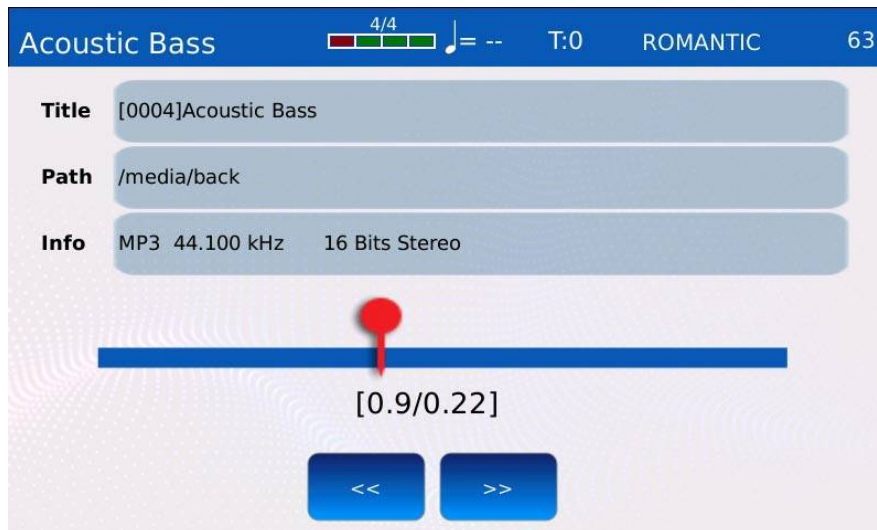 Acoustic Bass 4/4 ♩= -- T:0 ROMANTIC 63
Title [0004]Acoustic Bass
Path /media/back
Info MP3 44.100 kHz 16 Bits Stereo
[0.9/0.22]
<< >>